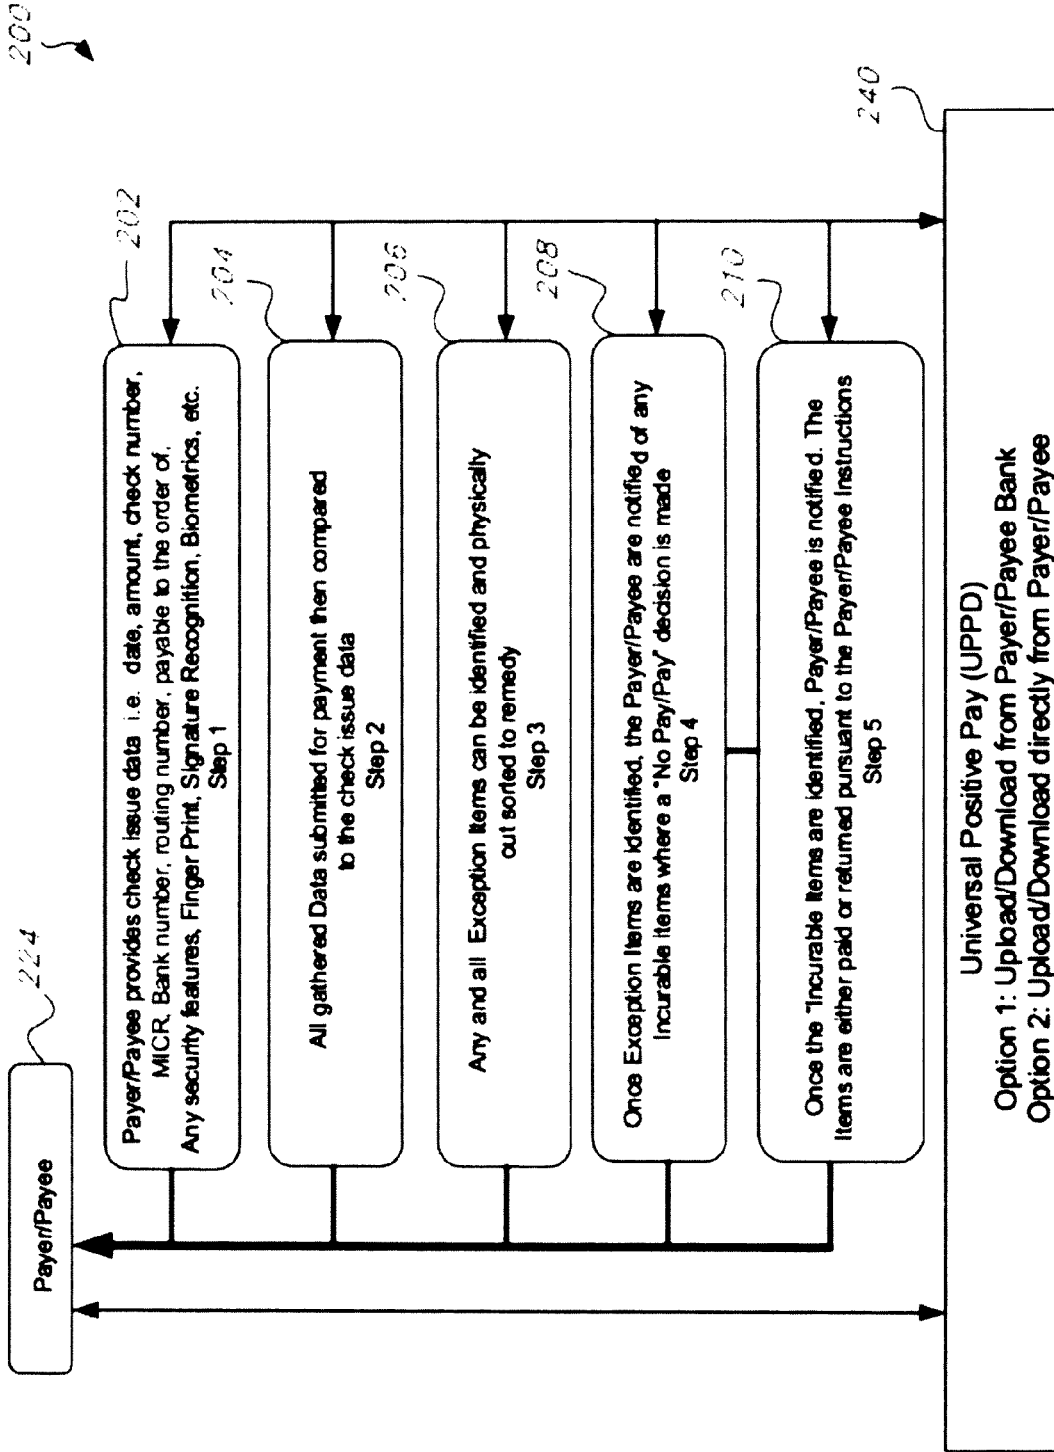 200
224
Payer/Payee
202
Payer/Payee provides check issue data i.e. date, amount, check number,
MICR, Bank number, routing number, payable to the order of,
Any security features, Finger Print, Signature Recognition, Biometrics, etc.
Step 1
204
All gathered Data submitted for payment then compared
to the check issue data
Step 2
206
Any and all Exception Items can be identified and physically
out sorted to remedy
Step 3
208
Once Exception Items are identified, the Payer/Payee are notified of any
Incurable items where a "No Pay/Pay" decision is made
Step 4
210
Once the "Incurable Items are identified, Payer/Payee is notified. The
Items are either paid or returned pursuant to the Payer/Payee Instructions
Step 5
240
Universal Positive Pay (UPPD)
Option 1: Upload/Download from Payer/Payee Bank
Option 2: Upload/Download directly from Payer/Payee